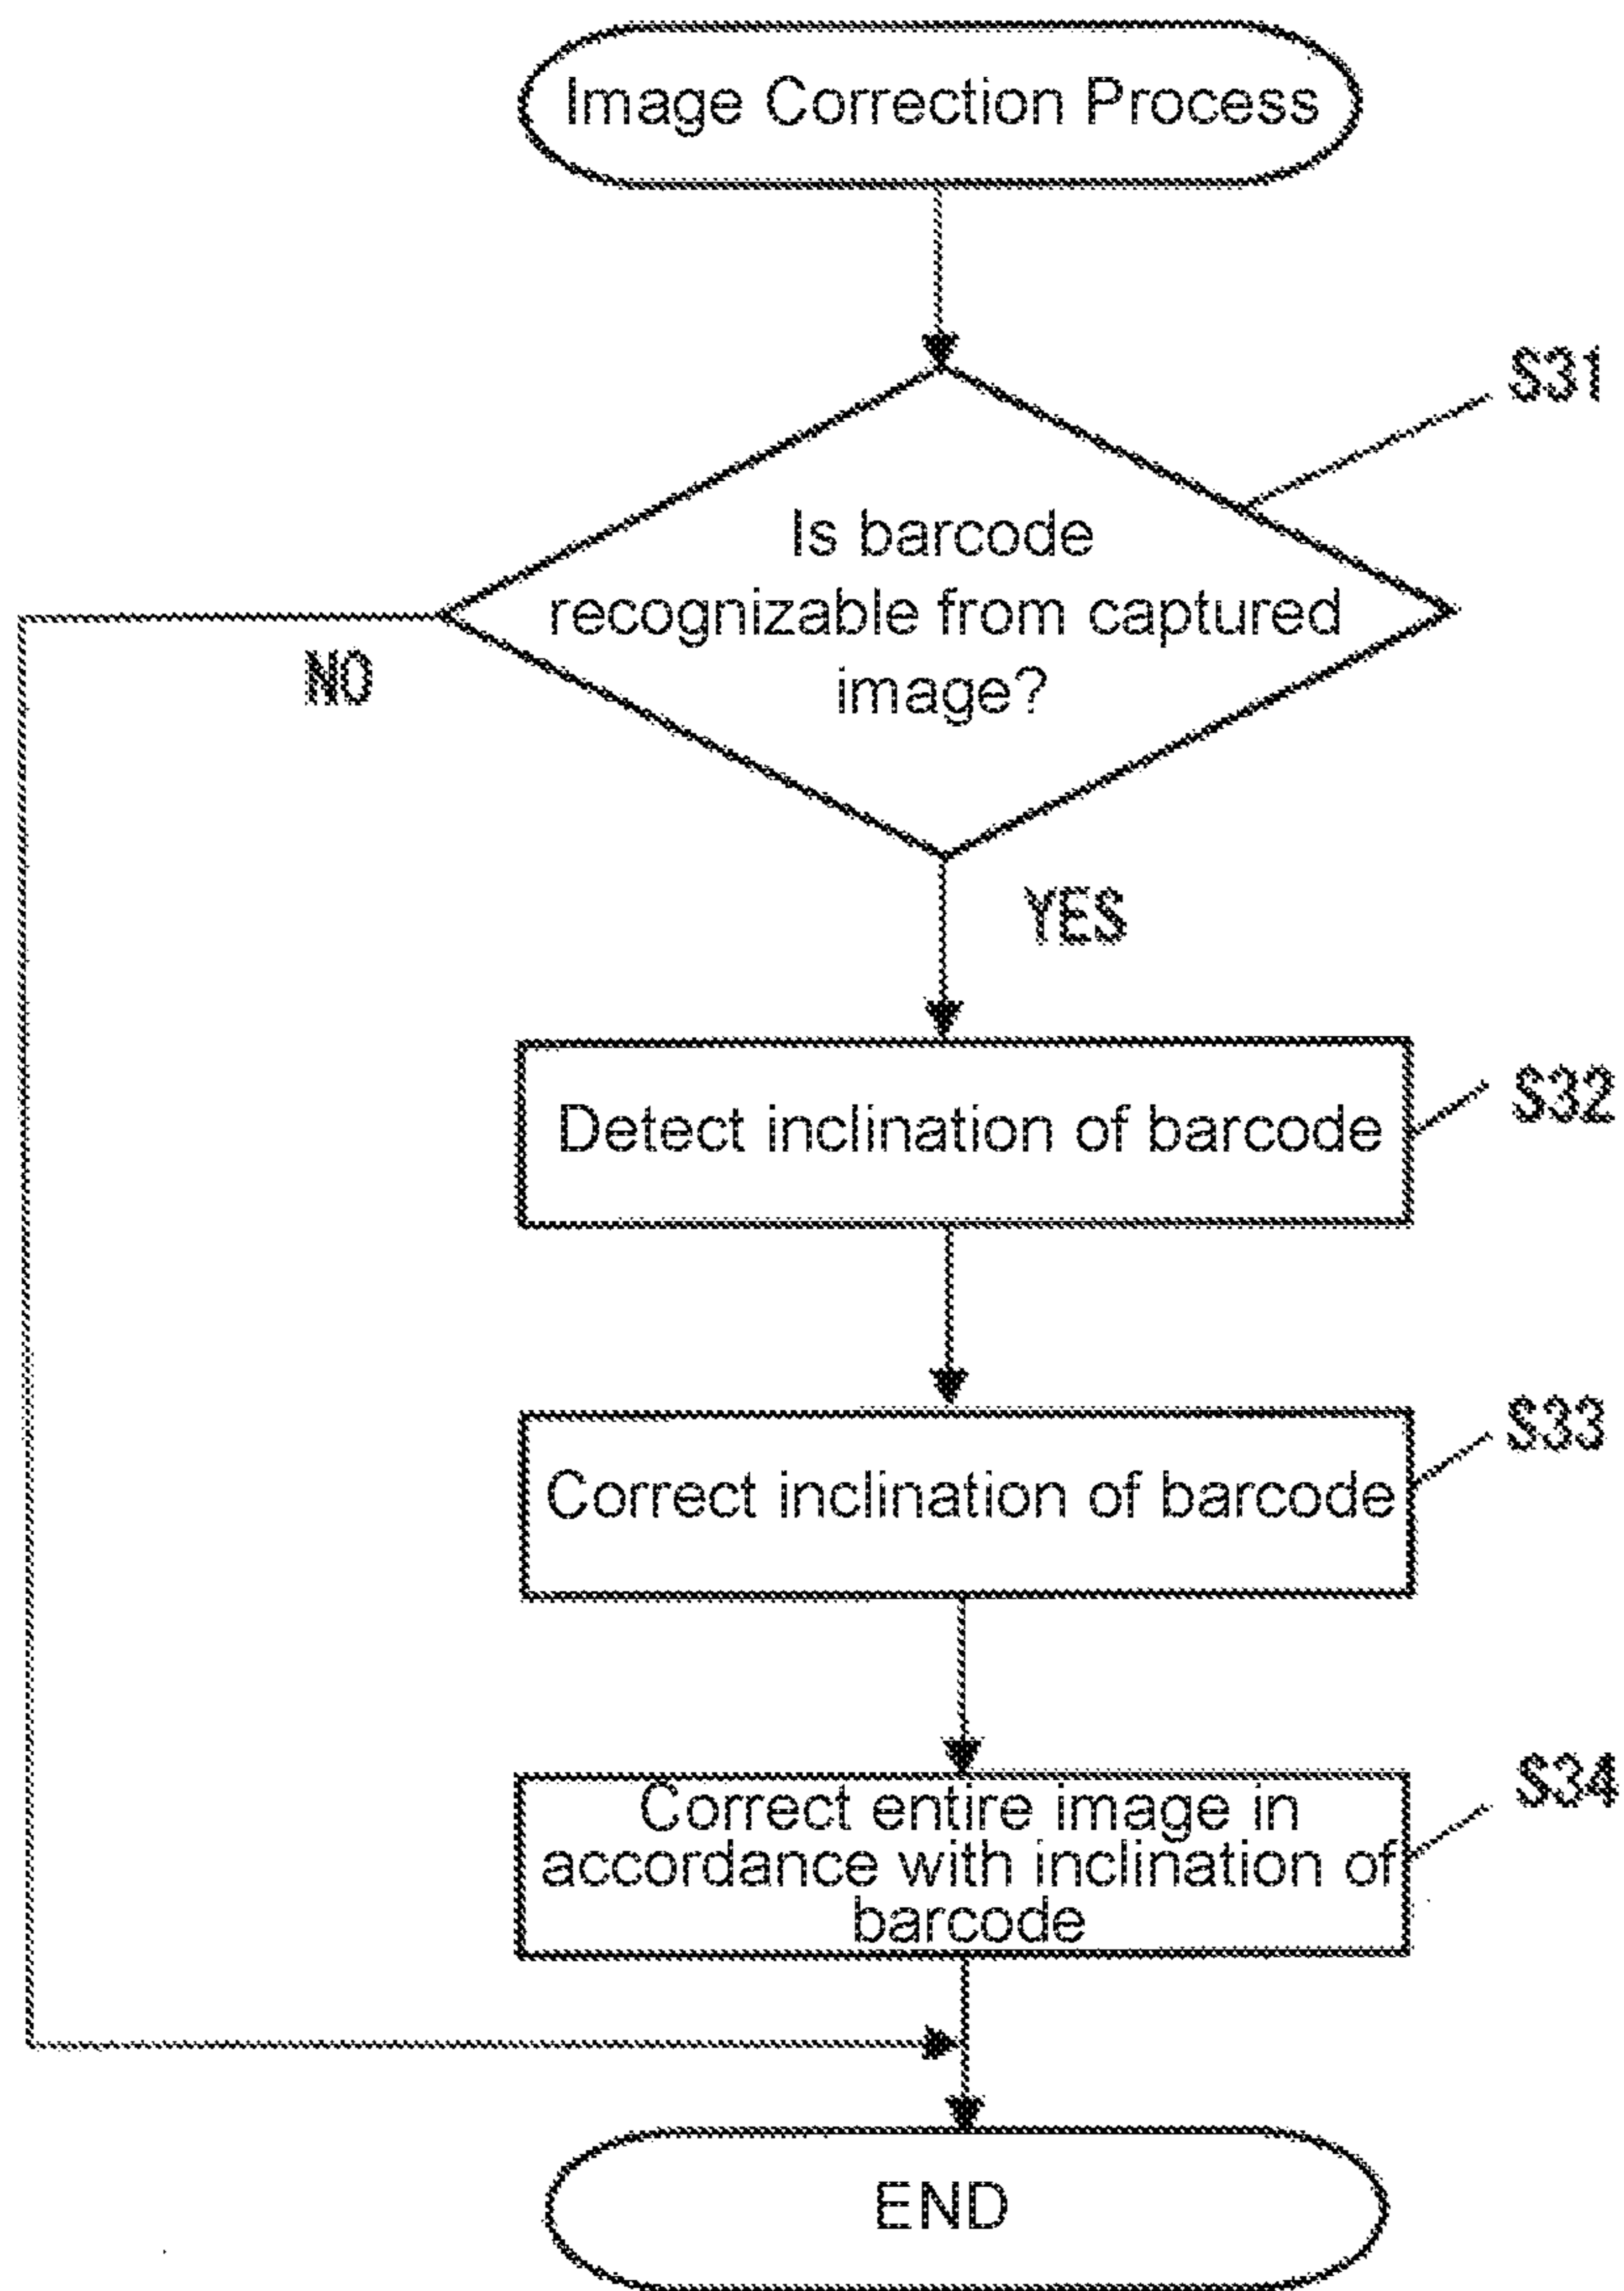 Image Correction Process
S31
Is barcode
recognizable from captured
image?
NO
YES
Detect inclination of barcode
S32
Correct inclination of barcode
S33
Correct entire image in
accordance with inclination of
barcode
S34
END